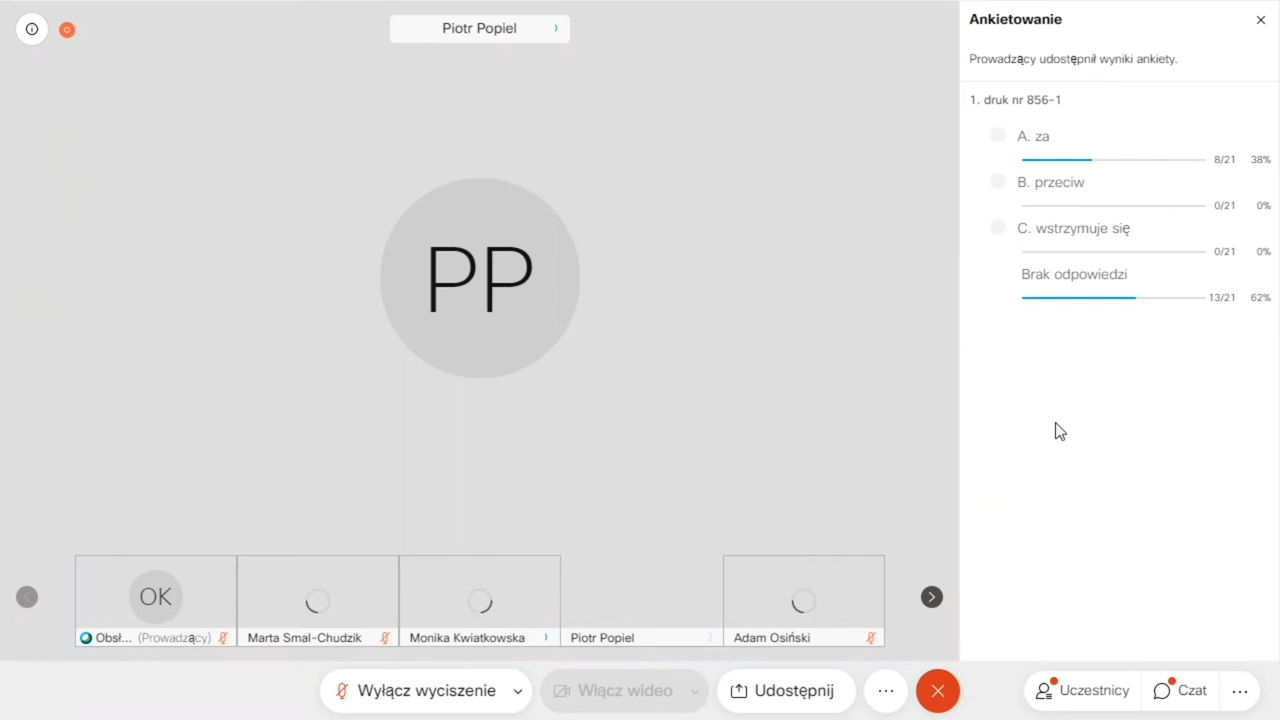 Piotr Popiel
Ankietowanie
Prowadzący udostępnił wyniki ankiety.
1. druk nr 856-1
A. za
8/21 38%
B. przeciw
0/21 0%
C. wstrzymuje się
0/21 0%
Brak odpowiedzi
13/21 62%
PP
OK
Obsł... (Prowadzący)
Marta Smal-Chudzik
Monika Kwiatkowska
Piotr Popiel
Adam Osiński
Wyłącz wyciszenie
Włącz wideo
Udostępnij
Uczestnicy
Czat